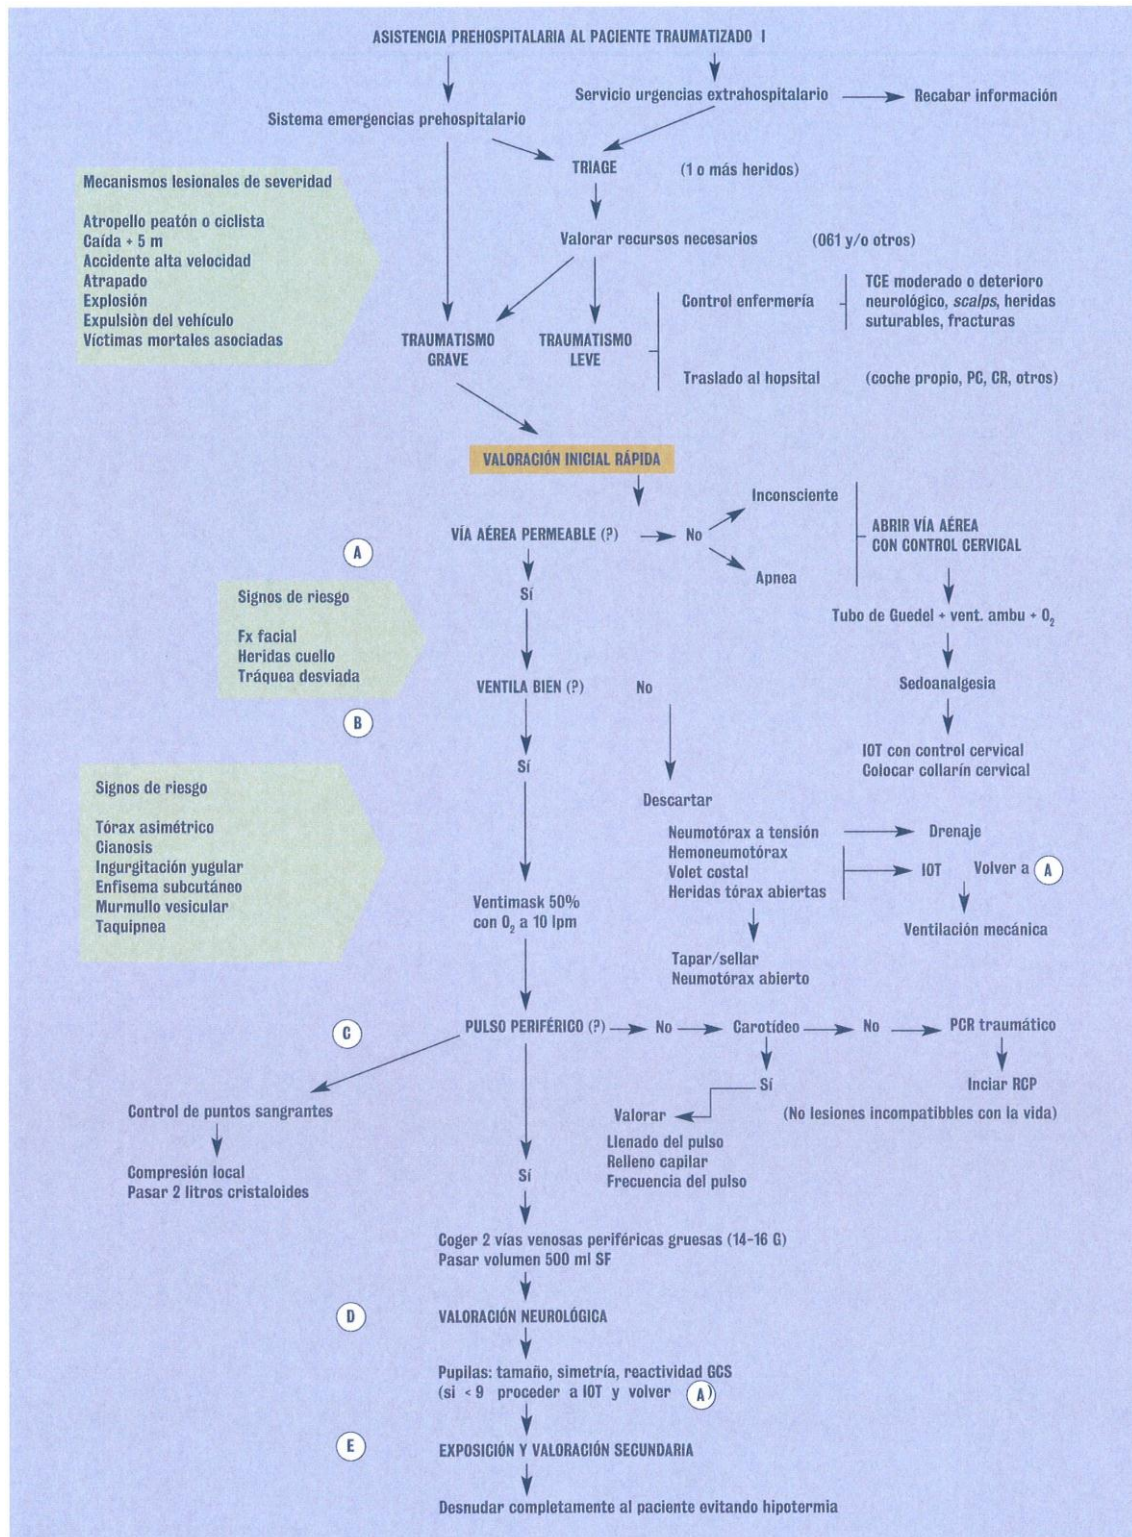 ASISTENCIA PREHOSPITALARIA AL PACIENTE TRAUMATIZADO I
Servicio urgencias extrahospitalario
Recabar información
Sistema emergencias prehospitalario
TRIAGE
(1 o más heridos)
Mecanismos lesionales de severidad
Atropello peatón o ciclista
Caída + 5 m
Accidente alta velocidad
Atrapado
Explosión
Expulsiòn del vehículo
Víctimas mortales asociadas
Valorar recursos necesarios
(061 y/o otros)
Control enfermería
TCE moderado o deterioro
neurológico, scalps, heridas
suturables, fracturas
TRAUMATISMO
GRAVE
TRAUMATISMO
LEVE
Traslado al hopsital
(coche propio, PC, CR, otros)
VALORACIÓN INICIAL RÁPIDA
Inconsciente
A
VÍA AÉREA PERMEABLE (?)
No
ABRIR VÍA AÉREA
CON CONTROL CERVICAL
Apnea
Sí
Signos de riesgo
Fx facial
Heridas cuello
Tráquea desviada
Tubo de Guedel + vent. ambu + O₂
VENTILA BIEN (?)
No
Sedoanalgesia
B
IOT con control cervical
Colocar collarín cervical
Sí
Signos de riesgo
Tórax asimétrico
Cianosis
Ingurgitación yugular
Enfisema subcutáneo
Murmullo vesicular
Taquipnea
Descartar
Neumotórax a tensión
Drenaje
Hemoneumotórax
Volet costal
Heridas tórax abiertas
IOT
Volver a A
Ventimask 50%
con O₂ a 10 lpm
Ventilación mecánica
Tapar/sellar
Neumotórax abierto
C
PULSO PERIFÉRICO (?)
No
Carotídeo
No
PCR traumático
Sí
Inciar RCP
Control de puntos sangrantes
Valorar
(No lesiones incompatibbles con la vida)
Llenado del pulso
Relleno capilar
Frecuencia del pulso
Compresión local
Pasar 2 litros cristaloides
Sí
Coger 2 vías venosas periféricas gruesas (14-16 G)
Pasar volumen 500 ml SF
D
VALORACIÓN NEUROLÓGICA
Pupilas: tamaño, simetría, reactividad GCS
(si < 9 proceder a IOT y volver A)
E
EXPOSICIÓN Y VALORACIÓN SECUNDARIA
Desnudar completamente al paciente evitando hipotermia